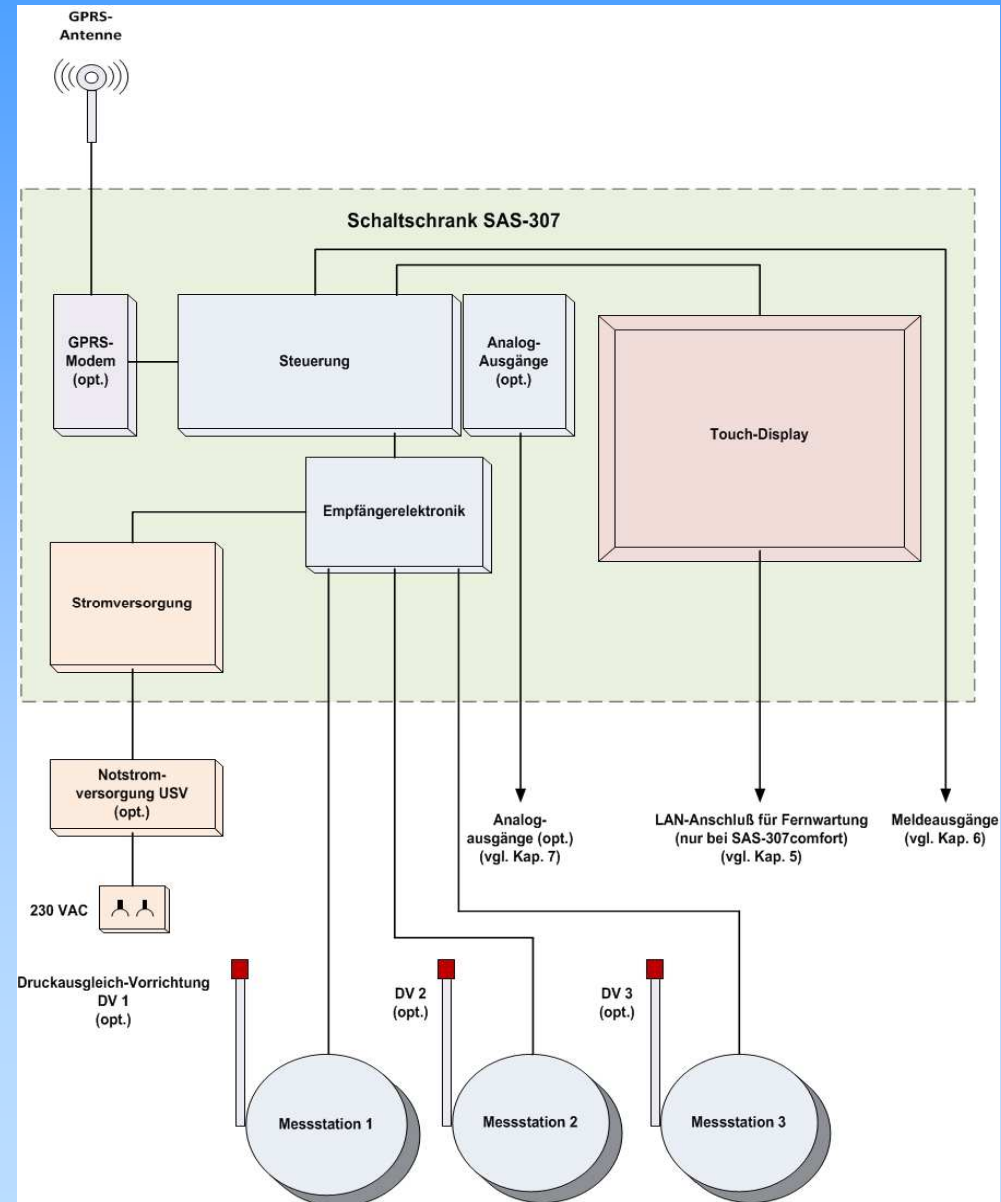 GPRS-
Antenne
Schaltschrank SAS-307
GPRS-
Modem
(opt.)
Steuerung
Analog-
Ausgänge
(opt.)
Touch-Display
Empfängerelektronik
Stromversorgung
Notstrom-
versorgung USV
(opt.)
Analog-
ausgänge (opt.)
(vgl. Kap. 7)
LAN-Anschluß für Fernwartung
(nur bei SAS-307comfort)
(vgl. Kap. 5)
Meldeausgänge
(vgl. Kap. 6)
230 VAC
Druckausgleich-Vorrichtung
DV 1
(opt.)
DV 2
(opt.)
DV 3
(opt.)
Messstation 1
Messstation 2
Messstation 3